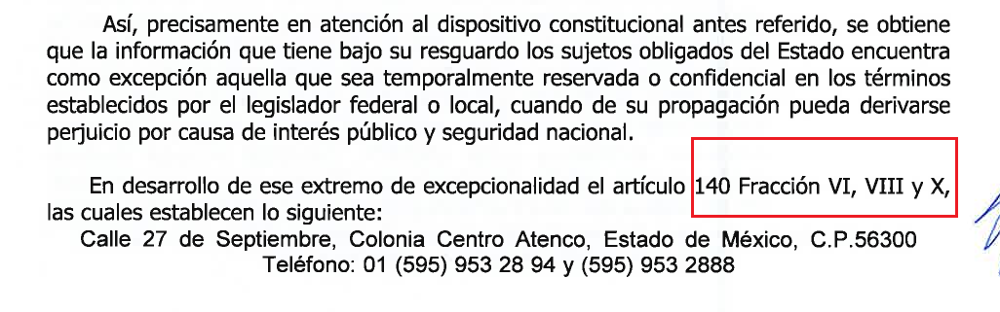 Así, precisamente en atención al dispositivo constitucional antes referido, se obtiene
que la información que tiene bajo su resguardo los sujetos obligados del Estado encuentra
como excepción aquella que sea temporalmente reservada o confidencial en los términos
establecidos por el legislador federal o local, cuando de su propagación pueda derivarse
perjuicio por causa de interés público y seguridad nacional.
En desarrollo de ese extremo de excepcionalidad el artículo 140 Fracción VI, VIII y X,
las cuales establecen lo siguiente:
Calle 27 de Septiembre, Colonia Centro Atenco, Estado de México, C.P.56300
Teléfono: 01 (595) 953 28 94 y (595) 953 2888